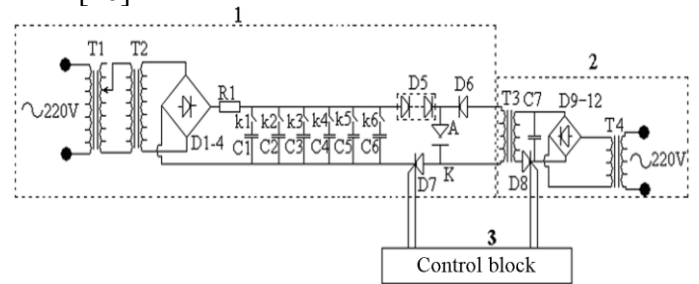 1
T1 T2
R1
D5 D6
2
T3 C7 D9-12
T4
~220V
k1 k2 k3 k4 k5 k6
A
~220V
C1 C2 C3 C4 C5 C6
D1-4
D7
K
D8
3
Control block